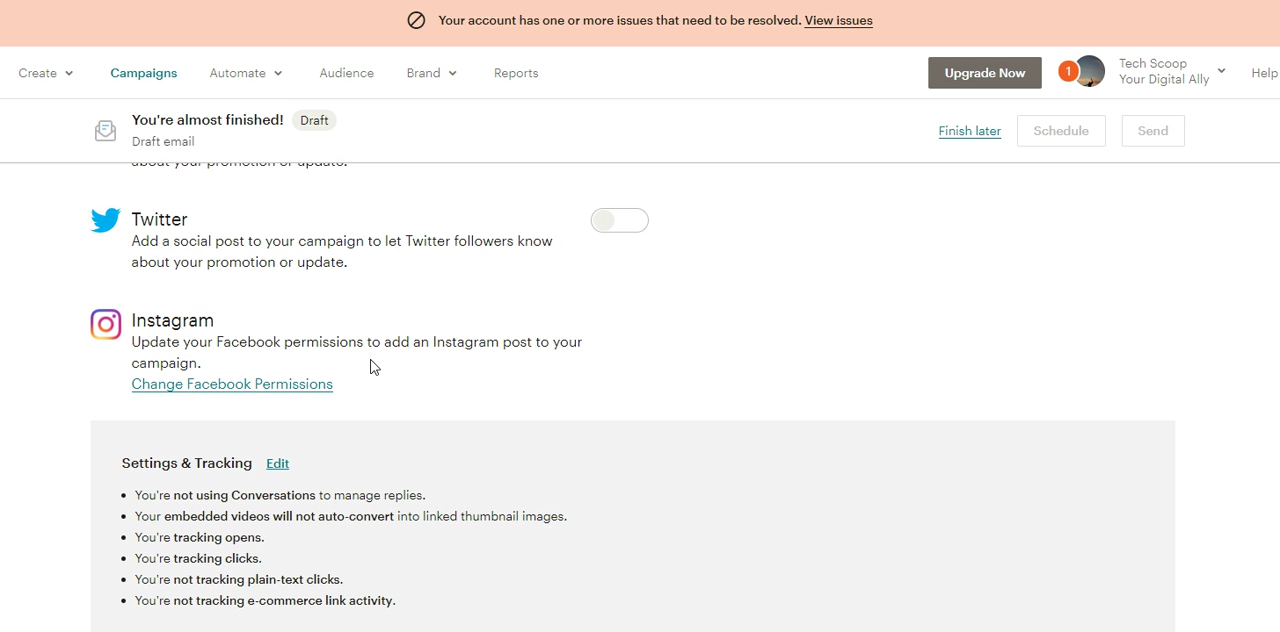 Your account has one or more issues that need to be resolved. View issues
Create Campaigns Automate Audience Brand Reports Upgrade Now 1 Tech Scoop Your Digital Ally Help
You're almost finished! Draft
Draft email
Finish later Schedule Send
about your promotion or update.
Twitter
Add a social post to your campaign to let Twitter followers know
about your promotion or update.
Instagram
Update your Facebook permissions to add an Instagram post to your
campaign.
Change Facebook Permissions
Settings & Tracking Edit
• You're not using Conversations to manage replies.
• Your embedded videos will not auto-convert into linked thumbnail images.
• You're tracking opens.
• You're tracking clicks.
• You're not tracking plain-text clicks.
• You're not tracking e-commerce link activity.